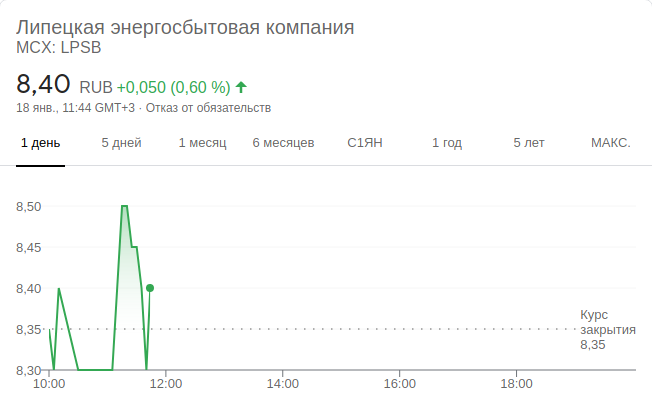 Липецкая энергосбытовая компания
MCX: LPSB
8,40 RUB +0,050 (0,60 %)
18 янв., 11:44 GMT+3 · Отказ от обязательств
1 день 5 дней 1 месяц 6 месяцев С1ЯН 1 год 5 лет МАКС.
8,50
8,45
8,40
8,35
8,30
Курс
закрытия
8,35
10:00 12:00 14:00 16:00 18:00